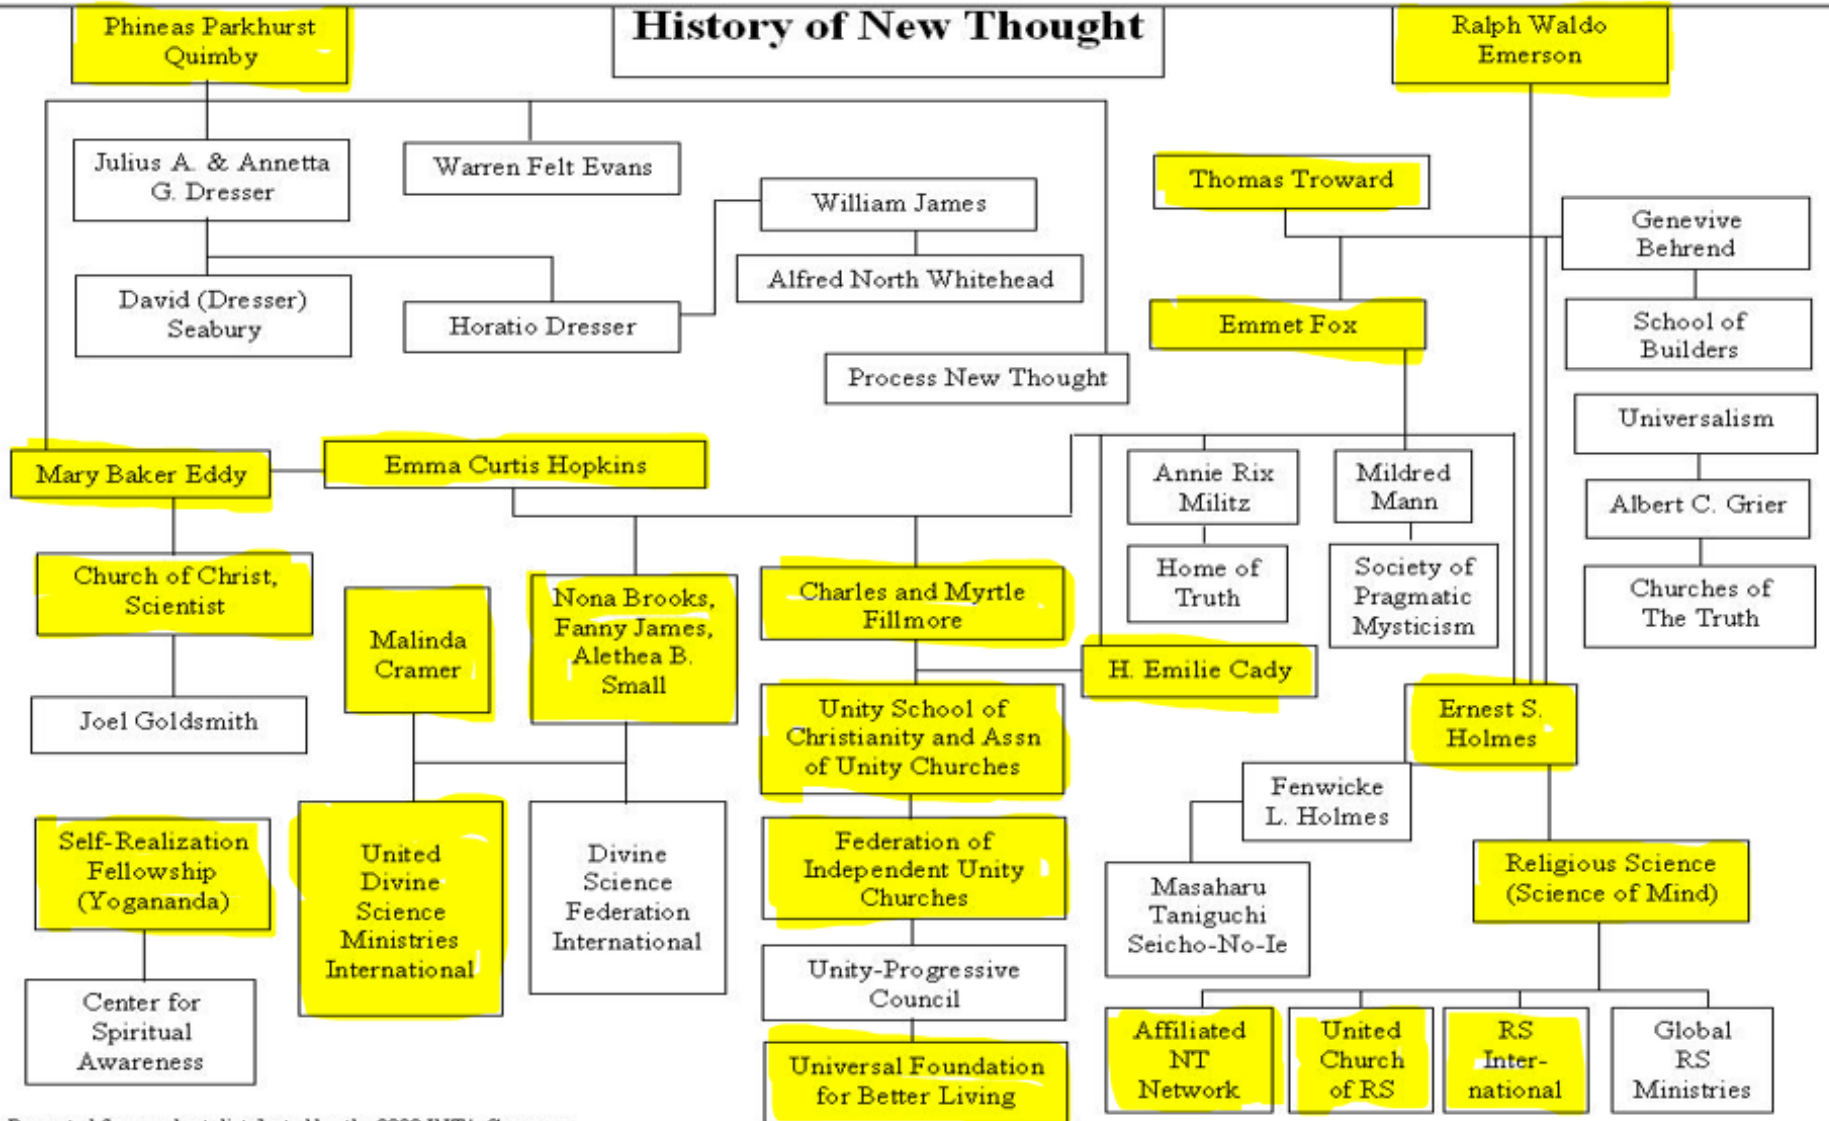 Phineas Parkhurst
Quimby
History of New Thought
Ralph Waldo
Emerson
Julius A. & Annetta
G. Dresser
Warren Felt Evans
William James
Thomas Troward
Genevive
Behrend
Alfred North Whitehead
David (Dresser)
Seabury
Horatio Dresser
Emmet Fox
School of
Builders
Process New Thought
Universalism
Mary Baker Eddy
Emma Curtis Hopkins
Annie Rix
Militz
Mildred
Mann
Albert C. Grier
Church of Christ,
Scientist
Malinda
Cramer
Nona Brooks,
Fanny James,
Alethea B.
Small
Charles and Myrtle
Fillmore
Home of
Truth
Society of
Pragmatic
Mysticism
Churches of
The Truth
H. Emilie Cady
Joel Goldsmith
Unity School of
Christianity and Assn
of Unity Churches
Ernest S.
Holmes
Fenwicke
L. Holmes
Self-Realization
Fellowship
(Yogananda)
United
Divine
Science
Ministries
International
Divine
Science
Federation
International
Federation of
Independent Unity
Churches
Masaharu
Taniguchi
Seicho-No-Ie
Religious Science
(Science of Mind)
Center for
Spiritual
Awareness
Unity-Progressive
Council
Universal Foundation
for Better Living
Affiliated
NT
Network
United
Church
of RS
RS
Inter-
national
Global
RS
Ministries